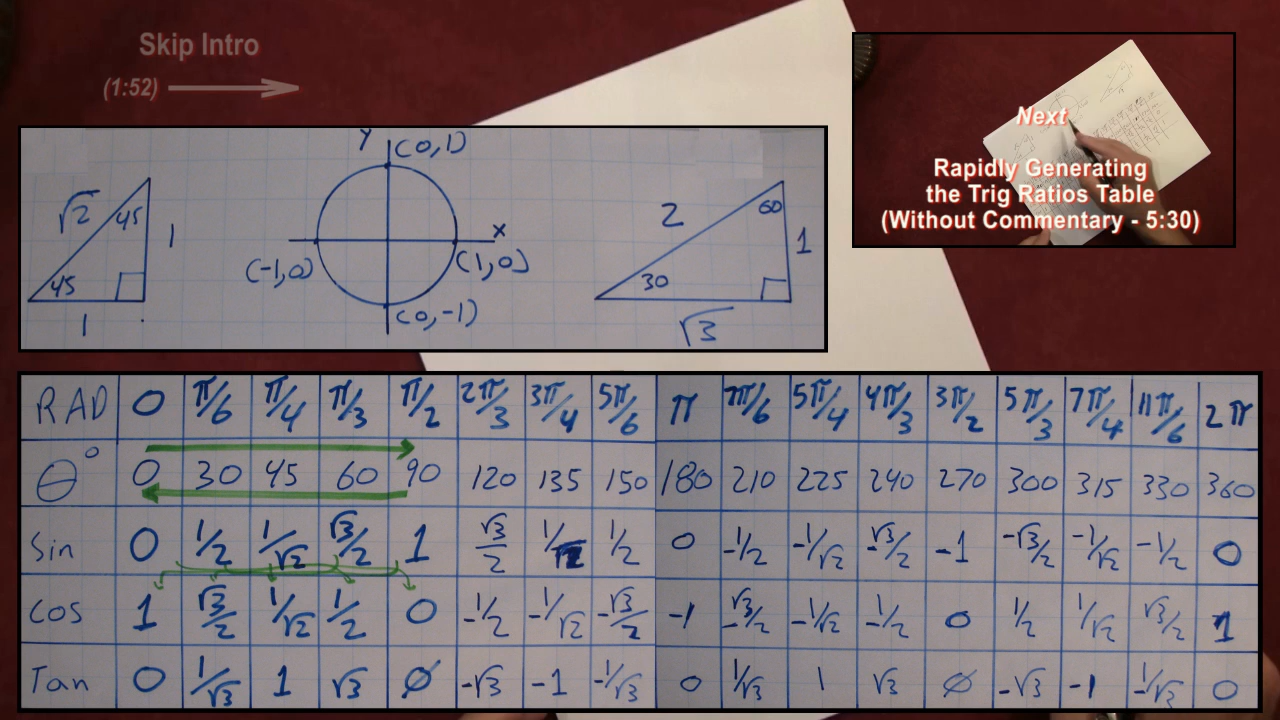 Skip Intro
(1:52)
Next
Rapidly Generating
the Trig Ratios Table
(Without Commentary - 5:30)
√2 45 1
45
1
y (0,1)
x
(-1,0) (1,0)
(0,-1)
2 60 1
30
√3
RAD 0 π/6 π/4 π/3 π/2 2π/3 3π/4 5π/6 π 7π/6 5π/4 4π/3 3π/2 5π/3 7π/4 11π/6 2π
θ° 0 30 45 60 90 120 135 150 180 210 225 240 270 300 315 330 360
Sin 0 1/2 1/√2 √3/2 1 √3/2 1/√2 1/2 0 -1/2 -1/√2 -√3/2 -1 -√3/2 -1/√2 -1/2 0
Cos 1 √3/2 1/√2 1/2 0 -1/2 -1/√2 -√3/2 -1 -√3/2 -1/√2 -1/2 0 1/2 1/√2 √3/2 1
Tan 0 1/√3 1 √3 Ø -√3 -1 -1/√3 0 1/√3 1 √3 Ø -√3 -1 -1/√3 0